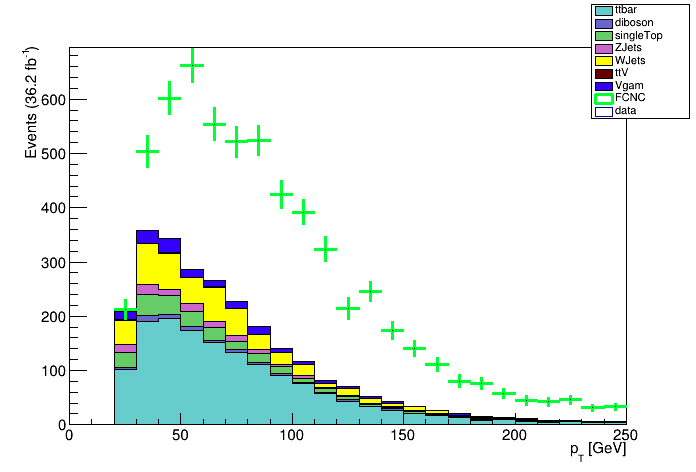 ttbar
diboson
singleTop
ZJets
WJets
ttV
Vgam
FCNC
data
Events (36.2 fb⁻¹)
600
500
400
300
200
100
0
0 50 100 150 200 250
p_T [GeV]